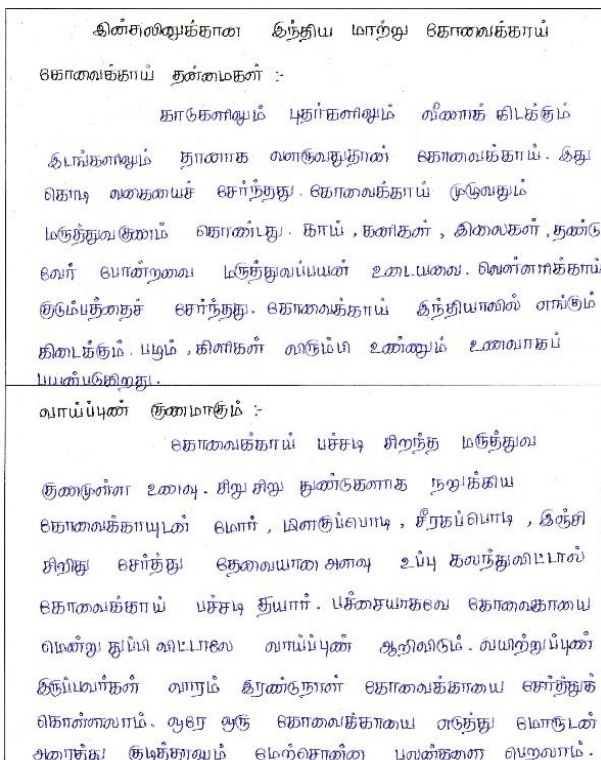 இன்சுலினுக்கான இந்திய மாற்று கோவைக்காய்
கோவைக்காய் தன்மைகள் :-
காடுகளிலும் புதர்களிலும் வீணாக் கிடக்கும்
இடங்களிலும் தானாக வளருவதுதான் கோவைக்காய். இது
கொடி வகையைச் சேர்ந்தது. கோவைக்காய் முழுவதும்
மருத்துவகுணம் கொண்டது. காய், கனிகள், இலைகள், தண்டு
வேர் போன்றவை மருத்துவப்பயன் உடையவை. வெள்ளரிக்காய்
குடும்பத்தைச் சேர்ந்தது. கோவைக்காய் இந்தியாவில் எங்கும்
கிடைக்கும். பழம், கிளிகள் விரும்பி உண்ணும் உணவாகப்
பயன்படுகிறது.
வாய்ப்புண் குணமாகும் :-
கோவைக்காய் பச்சடி சிறந்த மருத்துவ
குணமுள்ள உணவு. சிறு சிறு துண்டுகளாக நறுக்கிய
கோவைக்காயுடன் மோர், மிளகுப்பொடி, சீரகப்பொடி, இஞ்சி
சிறிது சேர்த்து தேவையான அளவு உப்பு கலந்துவிட்டால்
கோவைக்காய் பச்சடி தயார். பச்சையாகவே கோவைகாயை
மென்று துப்பி விட்டாலே வாய்ப்புண் ஆறிவிடும். வயிற்றுப்புண்
இருப்பவர்கள் வாரம் இரண்டுநாள் கோவைக்காயை சேர்த்துக்
கொள்ளலாம். ஒரே ஒரு கோவைக்காயை எடுத்து மோருடன்
அரைத்து குடித்தாலும் மேற்சொன்ன பலன்களை பெறலாம்.